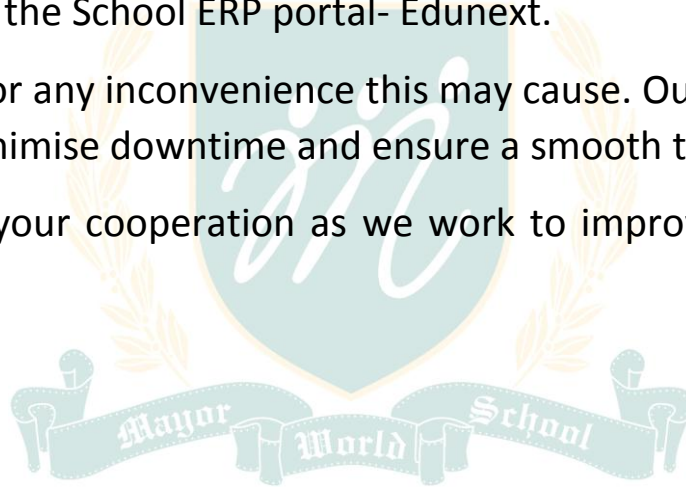 the School ERP portal- Edunext.
or any inconvenience this may cause. Ou
nimise downtime and ensure a smooth t
your cooperation as we work to improv
Mayor World School